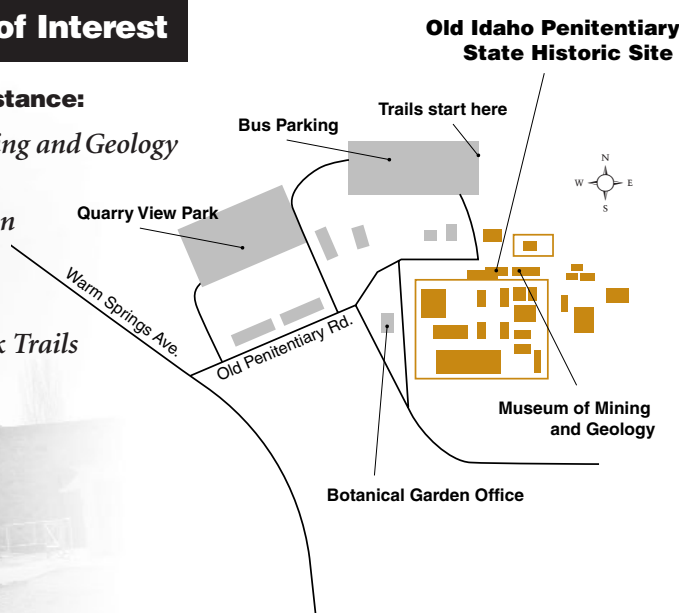 of Interest
Old Idaho Penitentiary
State Historic Site
stance:
Trails start here
Bus Parking
ing and Geology
N
W E
S
n
Quarry View Park
Warm Springs Ave.
k Trails
Old Penitentiary Rd.
Museum of Mining
and Geology
Botanical Garden Office